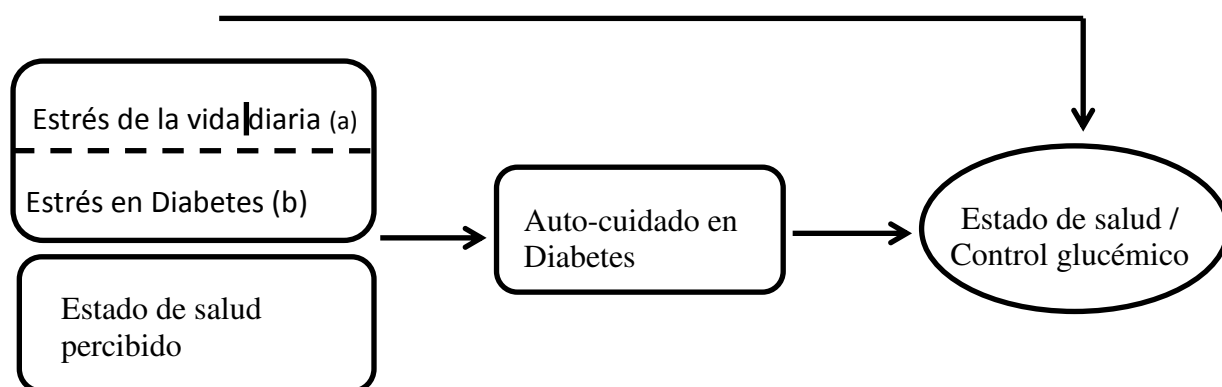 Estrés de la vida diaria (a)
Estrés en Diabetes (b)
Estado de salud
percibido
Auto-cuidado en
Diabetes
Estado de salud /
Control glucémico